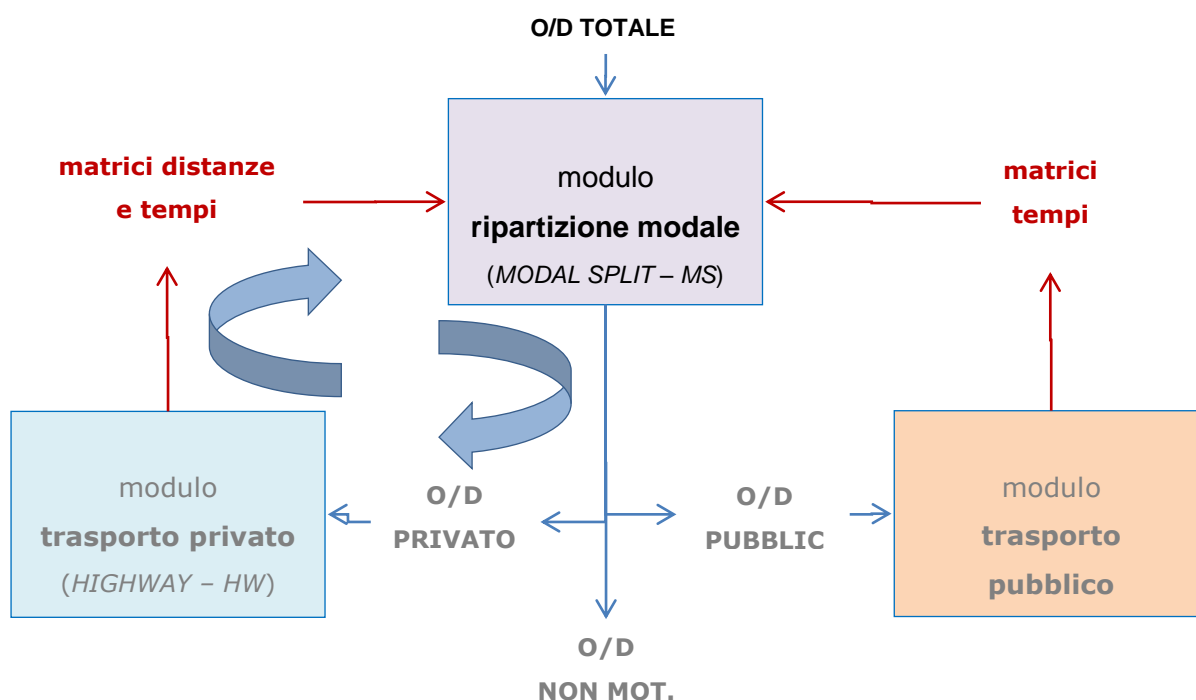 O/D TOTALE
matrici distanze
e tempi
modulo
ripartizione modale
(MODAL SPLIT – MS)
matrici
tempi
modulo
trasporto privato
(HIGHWAY – HW)
O/D
PRIVATO
O/D
PUBBLIC
modulo
trasporto
pubblico
O/D
NON MOT.